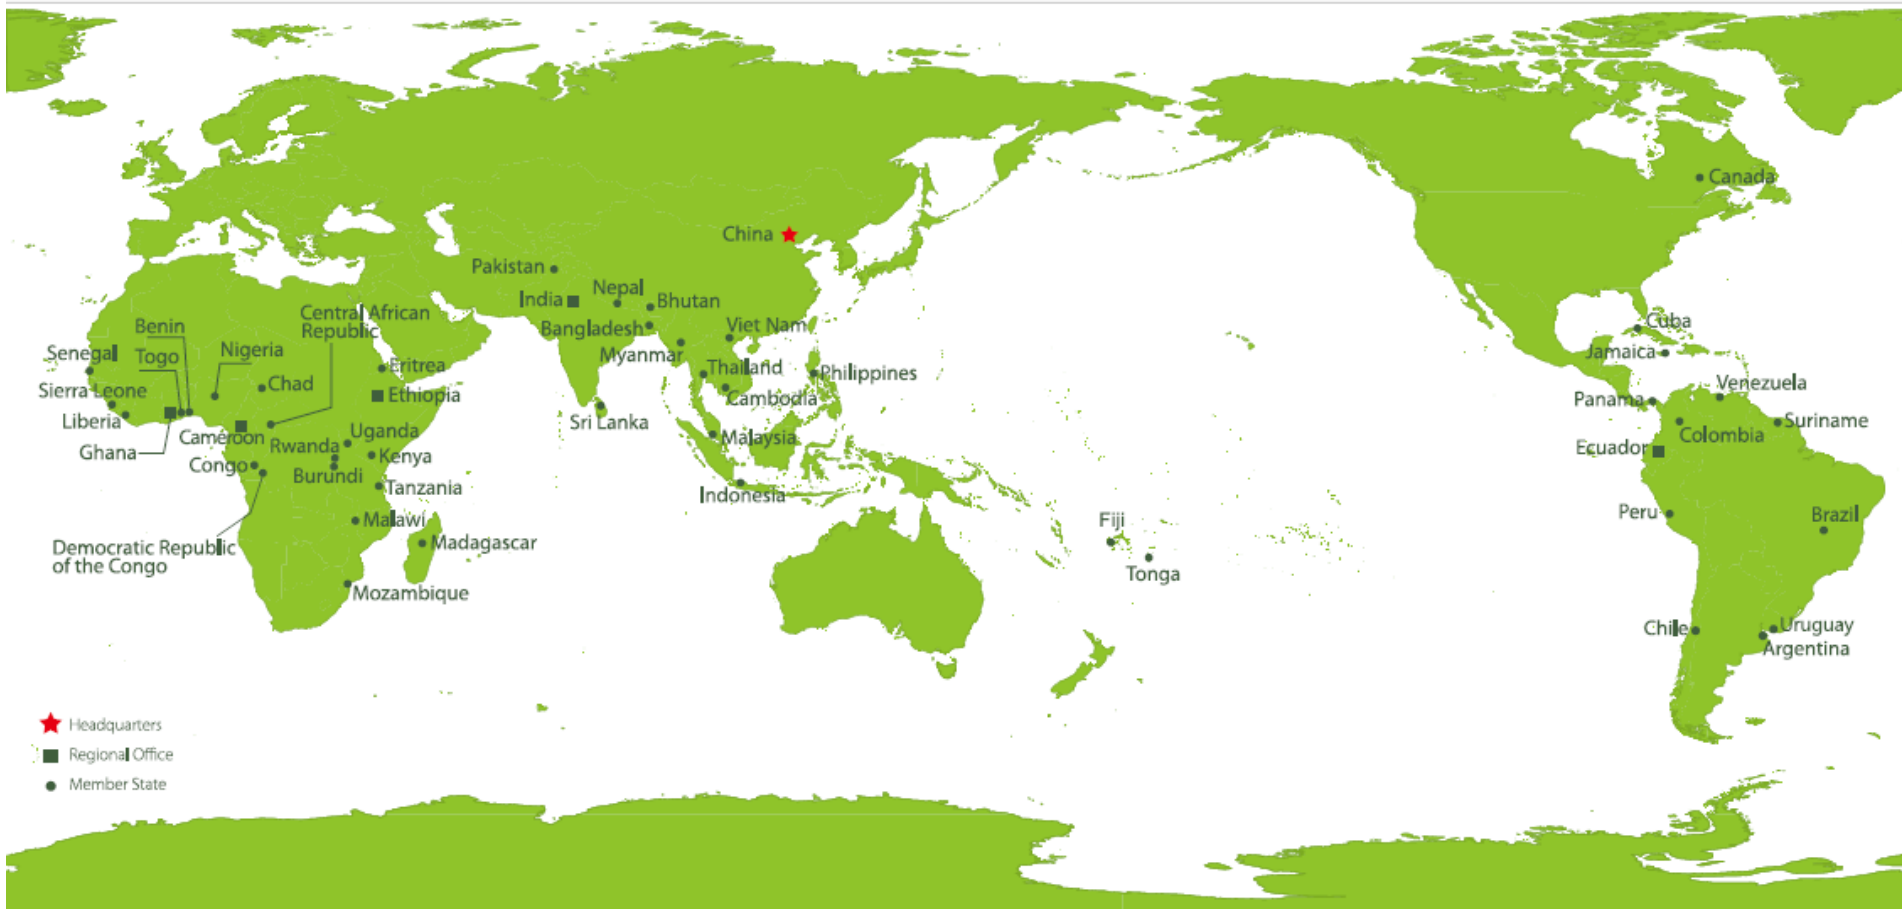 Canada
China
Pakistan
Nepal
India
Bhutan
Central African
Republic
Benin
Bangladesh
Viet Nam
Cuba
Senegal
Togo
Nigeria
Myanmar
Jamaica
Eritrea
Thailand
Philippines
Chad
Venezuela
Sierra Leone
Ethiopia
Cambodia
Panama
Liberia
Sri Lanka
Suriname
Cameroon
Uganda
Malaysia
Colombia
Ghana
Rwanda
Kenya
Ecuador
Congo
Burundi
Tanzania
Indonesia
Malawi
Fiji
Peru
Brazil
Democratic Republic
of the Congo
Madagascar
Tonga
Mozambique
Chile
Uruguay
Argentina
Headquarters
Regional Office
Member State